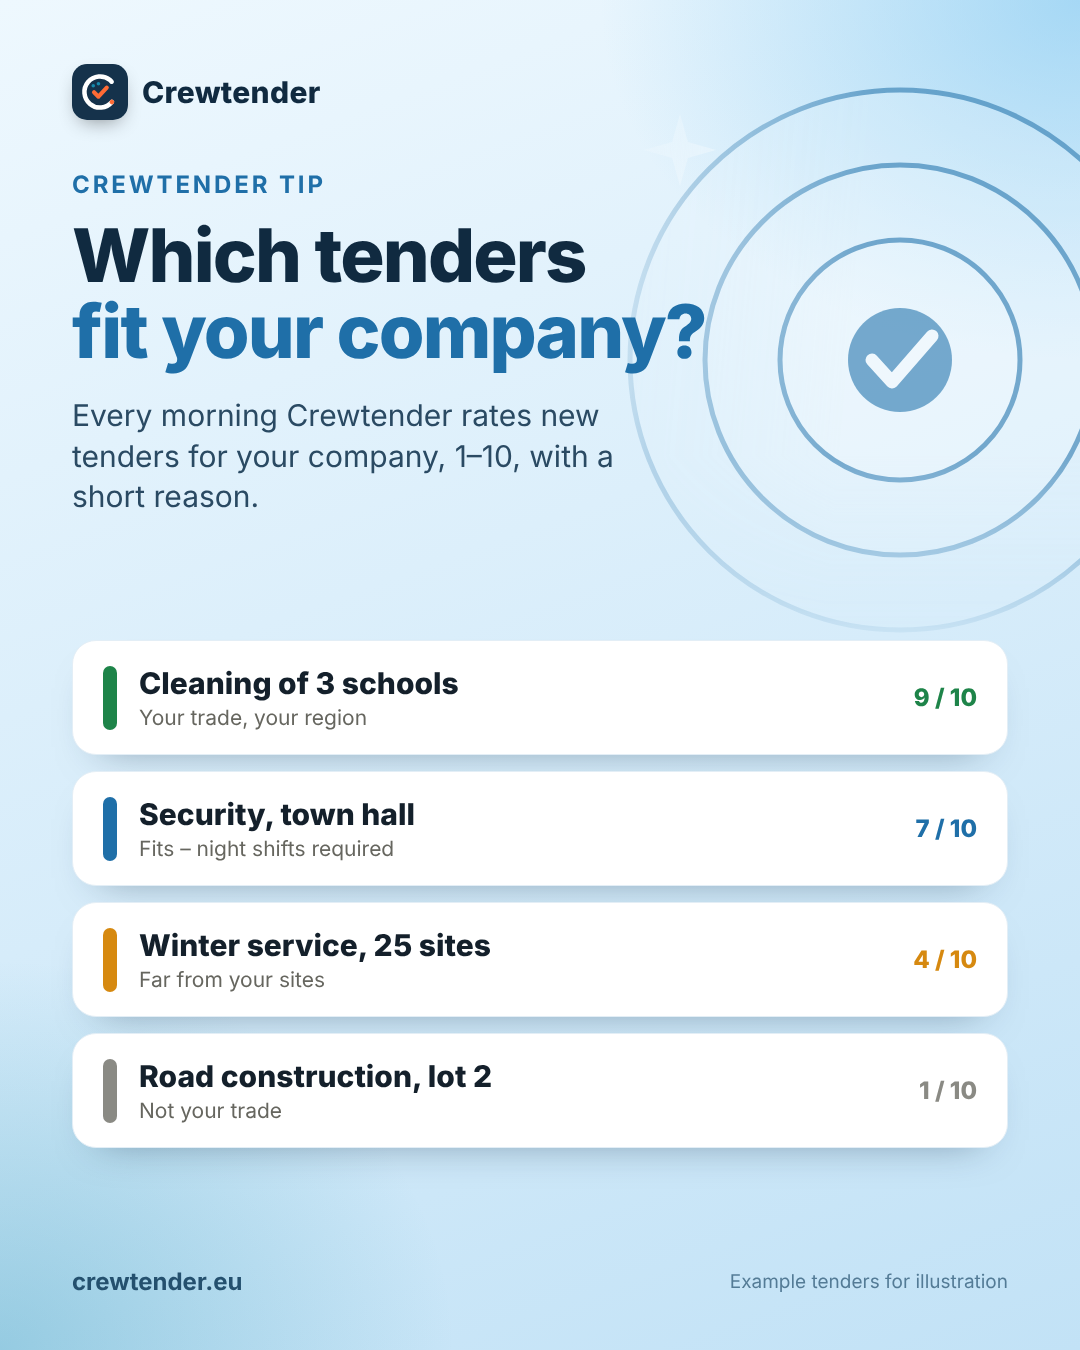 Crewtender
CREWTENDER TIP
Which tenders
fit your company?
Every morning Crewtender rates new
tenders for your company, 1–10, with a
short reason.
Cleaning of 3 schools
Your trade, your region
9 / 10
Security, town hall
Fits – night shifts required
7 / 10
Winter service, 25 sites
Far from your sites
4 / 10
Road construction, lot 2
Not your trade
1 / 10
crewtender.eu
Example tenders for illustration